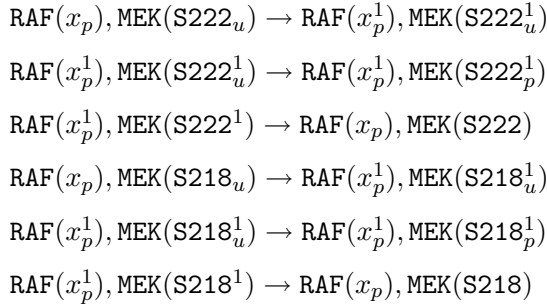 RAF(x_p), MEK(S222_u) → RAF(x_p^1), MEK(S222_u^1)
RAF(x_p^1), MEK(S222_u^1) → RAF(x_p^1), MEK(S222_p^1)
RAF(x_p^1), MEK(S222^1) → RAF(x_p), MEK(S222)
RAF(x_p), MEK(S218_u) → RAF(x_p^1), MEK(S218_u^1)
RAF(x_p^1), MEK(S218_u^1) → RAF(x_p^1), MEK(S218_p^1)
RAF(x_p^1), MEK(S218^1) → RAF(x_p), MEK(S218)